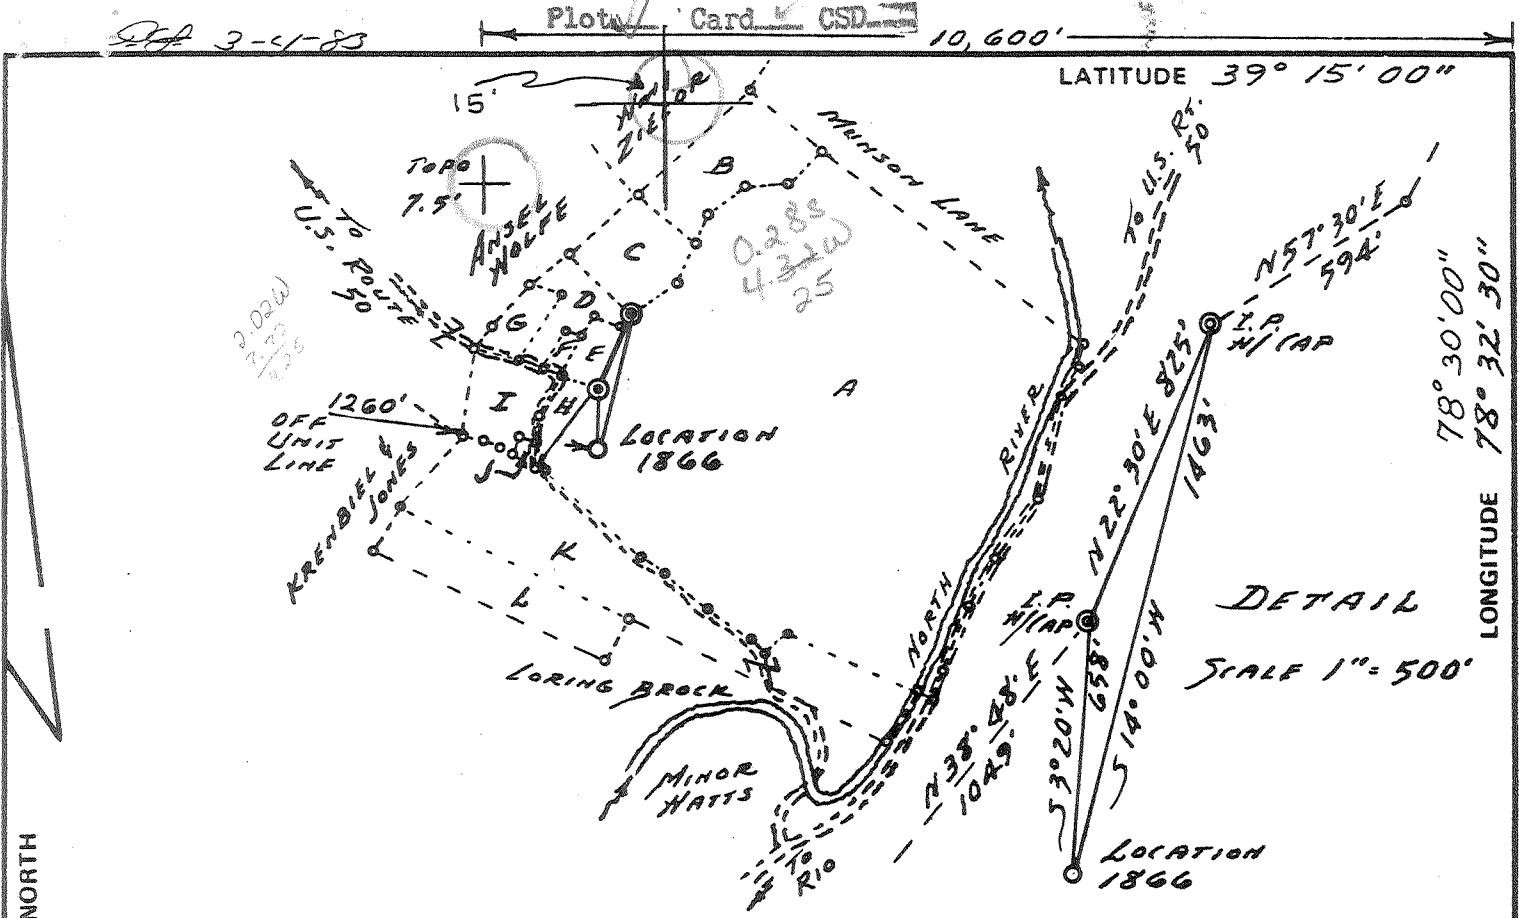 Plot Card CSD
3-4-83
10,600'
LATITUDE 39° 15' 00"
15'
TOPO
7.5'
ANSEL
WOLFE
TO
U.S. ROUTE
50
MUNSON LANE
TO U.S. RT.
50
B
C
D
G
F
E
I
H
J
A
K
L
0.28S
4.32W
25
2.02W
1260'
OFF
UNIT
LINE
LOCATION
1866
KRENBIEL &
JONES
LORING BROCK
MINOR
WATTS
TO
RIO
NORTH RIVER
N57°30'E
594'
I.P.
W/CAP
N22°30'E 825'
1463'
I.P.
W/CAP
N38°48'E
1049'
S3°20'W
658'
S14°00'W
LOCATION
1866
DETAIL
SCALE 1"=500'
78° 30' 00"
LONGITUDE 78° 32' 30"
NORTH